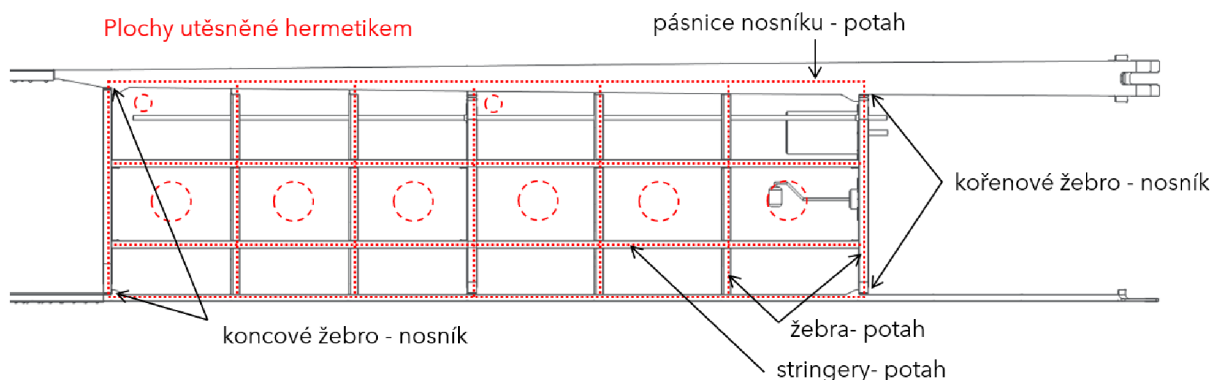 Plochy utěsněné hermetikem
pásnice nosníku - potah
kořenové žebro - nosník
koncové žebro - nosník
žebra- potah
stringery- potah